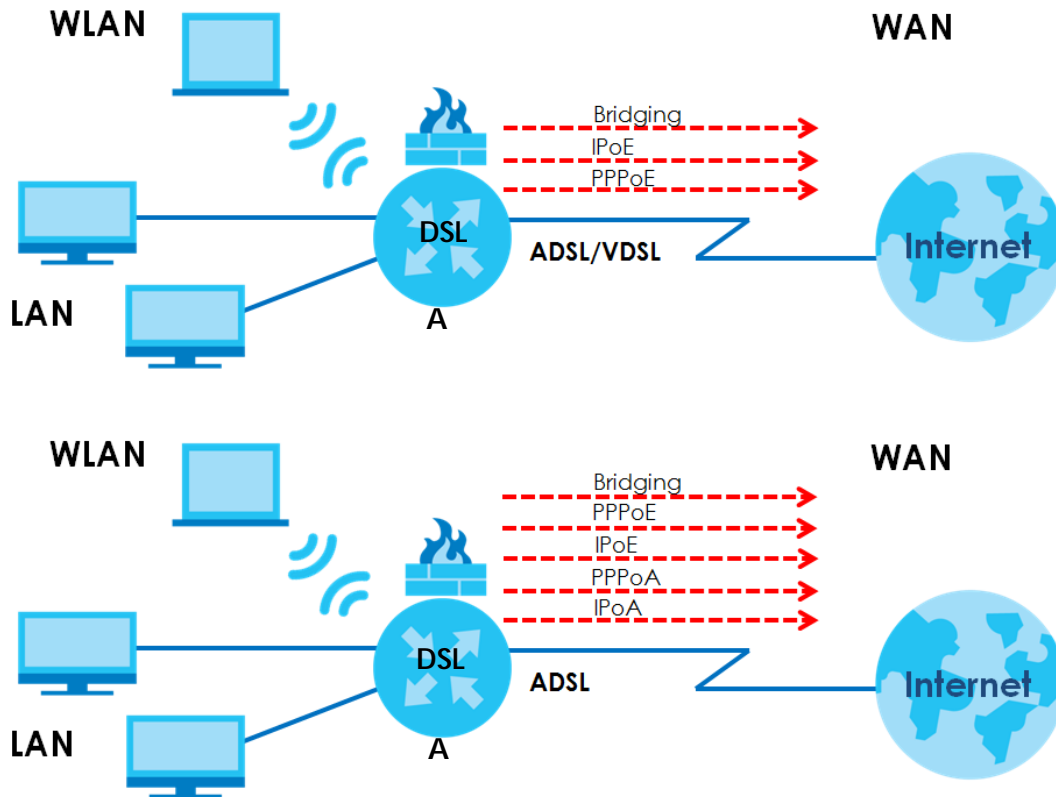 WLAN
WAN
Bridging
IPoE
PPPoE
DSL
Internet
ADSL/VDSL
LAN
A
WLAN
WAN
Bridging
PPPoE
IPoE
PPPoA
IPoA
DSL
Internet
ADSL
LAN
A